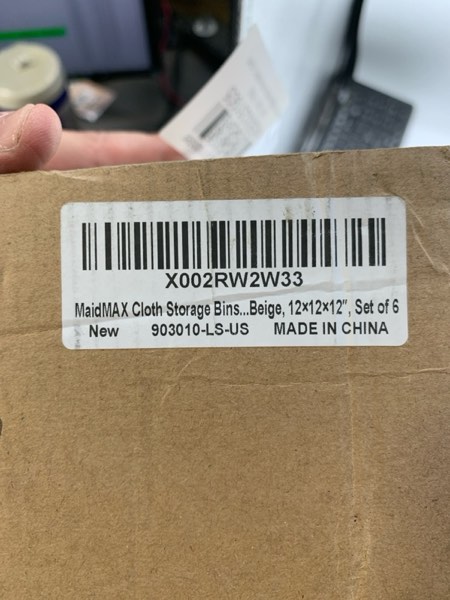 X002RW2W33
MaidMAX Cloth Storage Bins...Beige, 12×12×12", Set of 6
New 903010-LS-US MADE IN CHINA